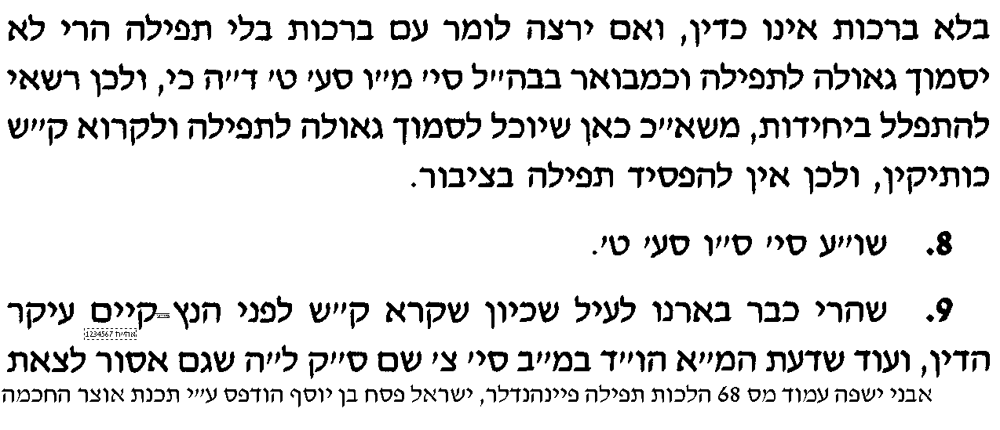 בלא ברכות אינו כדין, ואם ירצה לומר עם ברכות בלי תפילה הרי לא
יסמוך גאולה לתפילה וכמבואר בבה״ל סי׳ מ״ו סע׳ ט׳ ד״ה כי, ולכן רשאי
להתפלל ביחידות, משא״כ כאן שיוכל לסמוך גאולה לתפילה ולקרוא ק״ש
כותיקין, ולכן אין להפסיד תפילה בציבור.
8. שו״ע סי׳ ס״ו סע׳ ט׳.
9. שהרי כבר בארנו לעיל שכיון שקרא ק״ש לפני הנץ קיים עיקר
אח״ח 1234567
הדין, ועוד שדעת המ״א הו״ד במ״ב סי׳ צ׳ שם ס״ק ל״ה שגם אסור לצאת
אבני ישפה עמוד מס 68 הלכות תפילה פיינהנדלר, ישראל פסח בן יוסף הודפס ע״י תכנת אוצר החכמה